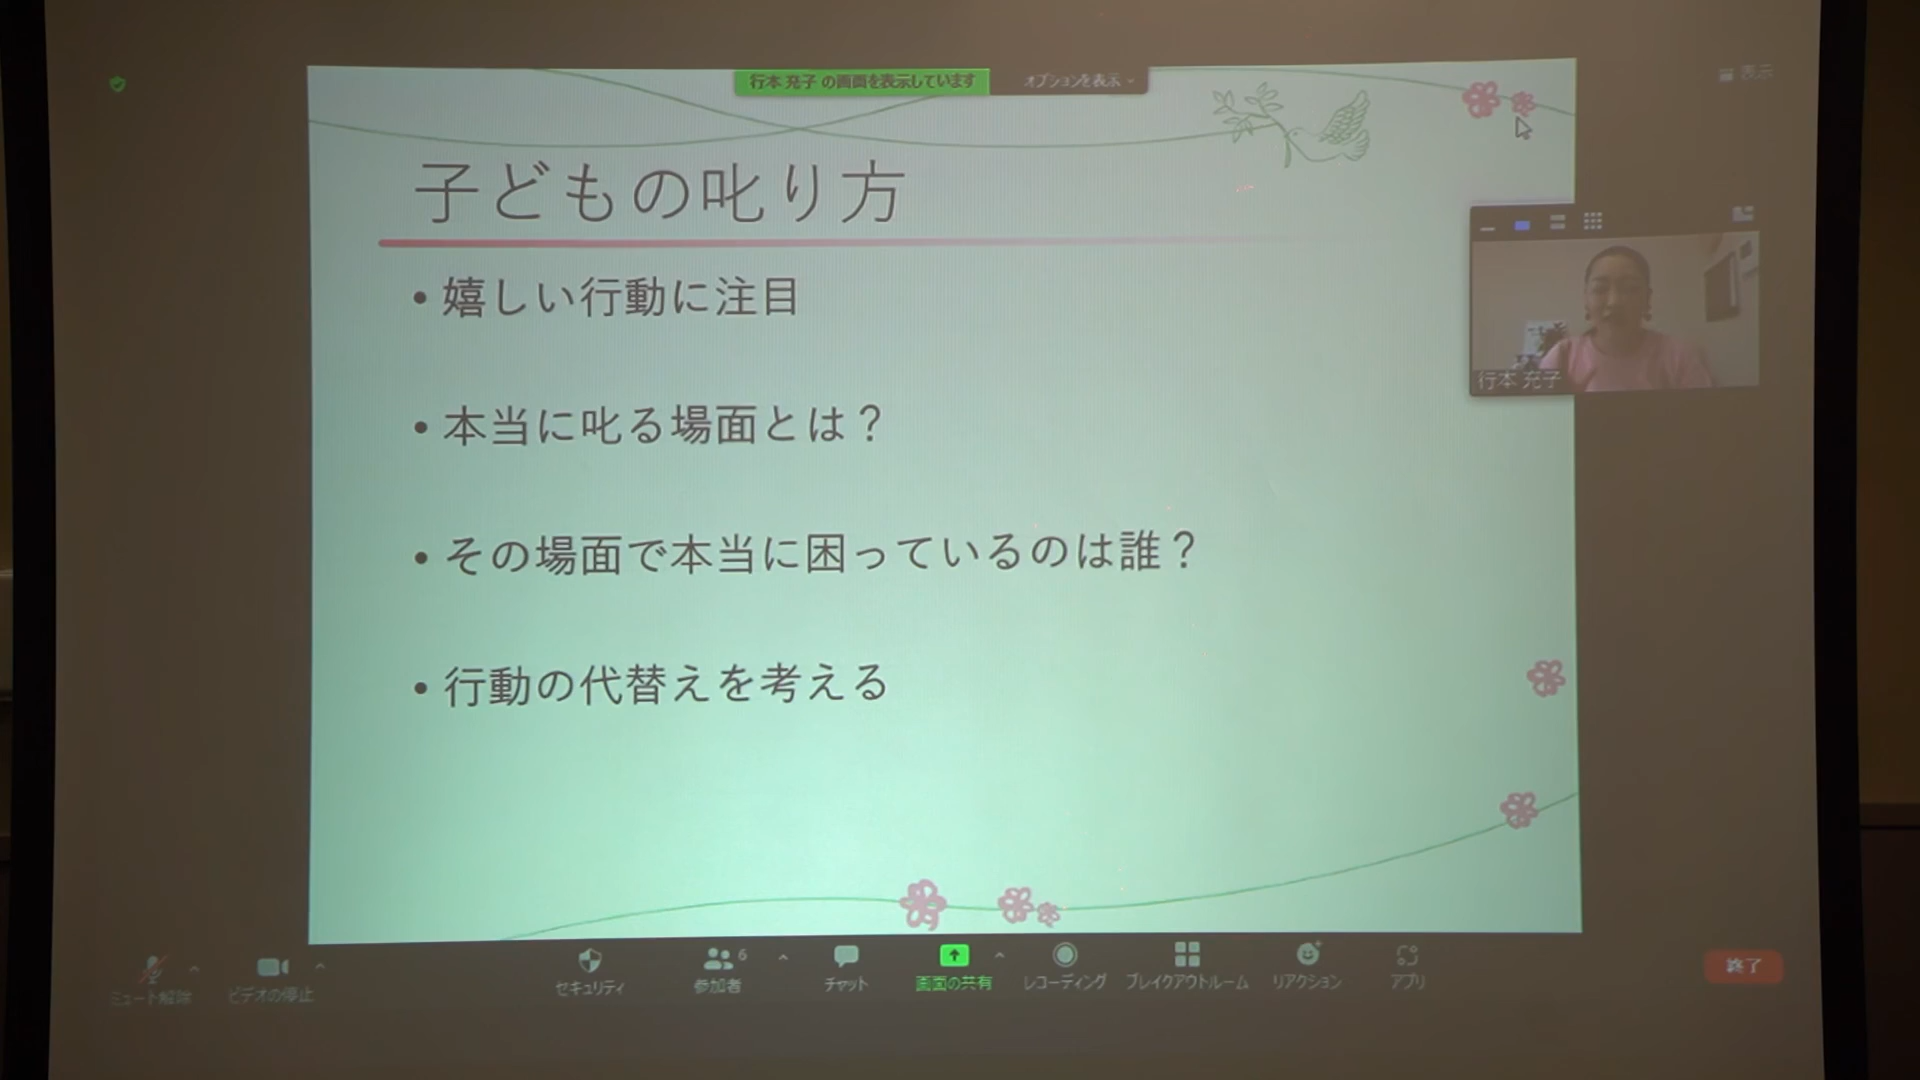 行本 充子 の画面を表示しています
オプションを表示
表示
子どもの叱り方
• 嬉しい行動に注目
• 本当に叱る場面とは？
• その場面で本当に困っているのは誰？
• 行動の代替えを考える
行本 充子
ミュート解除
ビデオの停止
セキュリティ
6
参加者
チャット
画面の共有
レコーディング
ブレイクアウトルーム
リアクション
アプリ
終了